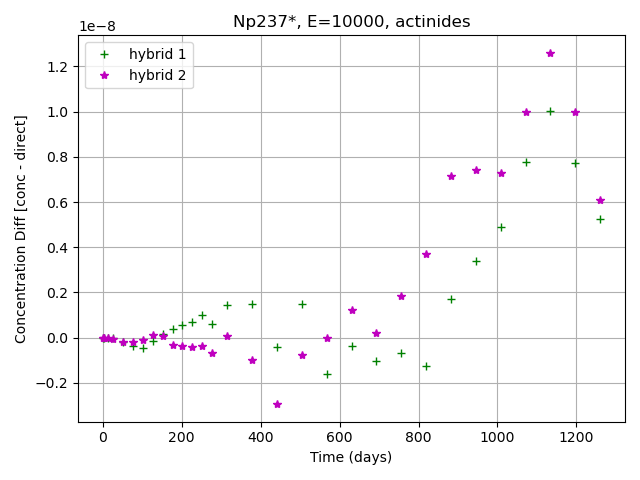 Np237*, E=10000, actinides
1e−8
hybrid 1
hybrid 2
1.2
1.0
0.8
0.6
0.4
0.2
0.0
−0.2
Concentration Diff [conc - direct]
0 200 400 600 800 1000 1200
Time (days)